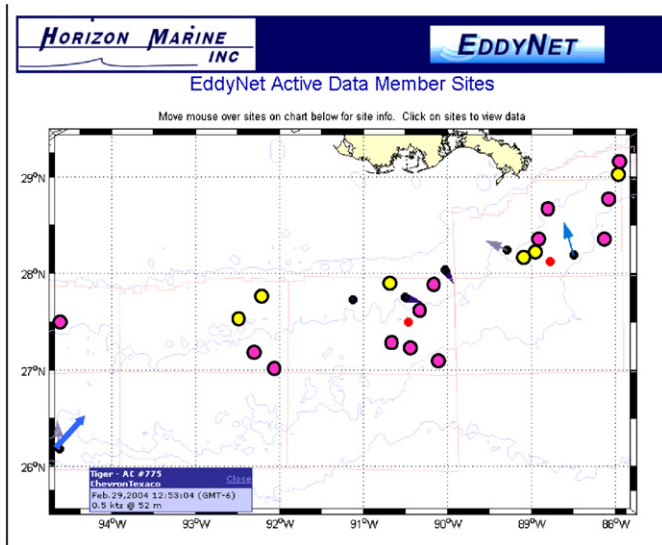 HORIZON MARINE
INC
EDDYNET
EddyNet Active Data Member Sites
Move mouse over sites on chart below for site info. Click on sites to view data
29°N
28°N
27°N
26°N
Tiger - AC #775 Close
ChevronTexaco
Feb.29,2004 12:53:04 (GMT-6)
0.5 kts @ 52 m
94°W 93°W 92°W 91°W 90°W 89°W 88°W